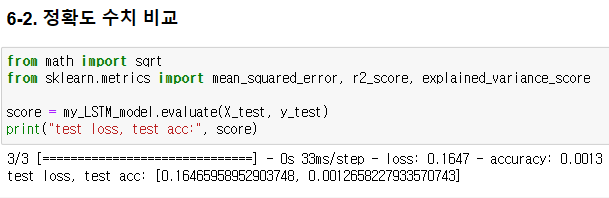 6-2. 정확도 수치 비교
from math import sqrt
from sklearn.metrics import mean_squared_error, r2_score, explained_variance_score
score = my_LSTM_model.evaluate(X_test, y_test)
print("test loss, test acc:", score)
3/3 [==============================] - 0s 33ms/step - loss: 0.1647 - accuracy: 0.0013
test loss, test acc: [0.16465958952903748, 0.0012658227933570743]